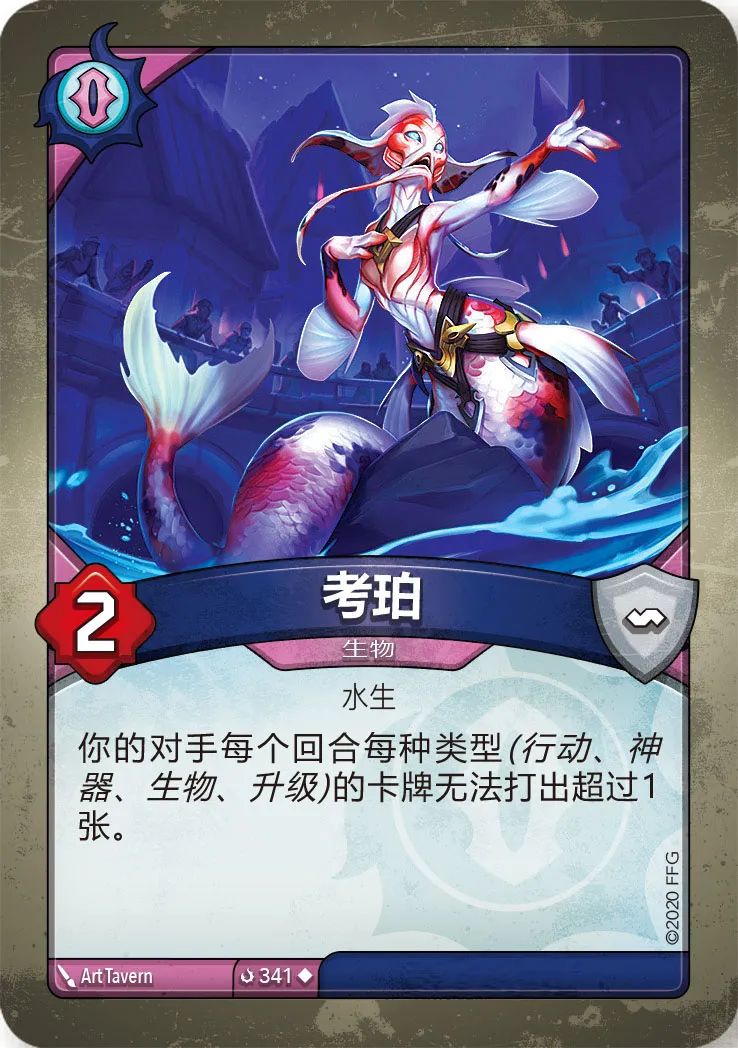 考珀
2
生物
水生
你的对手每个回合每种类型(行动、神
器、生物、升级)的卡牌无法打出超过1
张。
©2020 FFG
ArtTavern
341